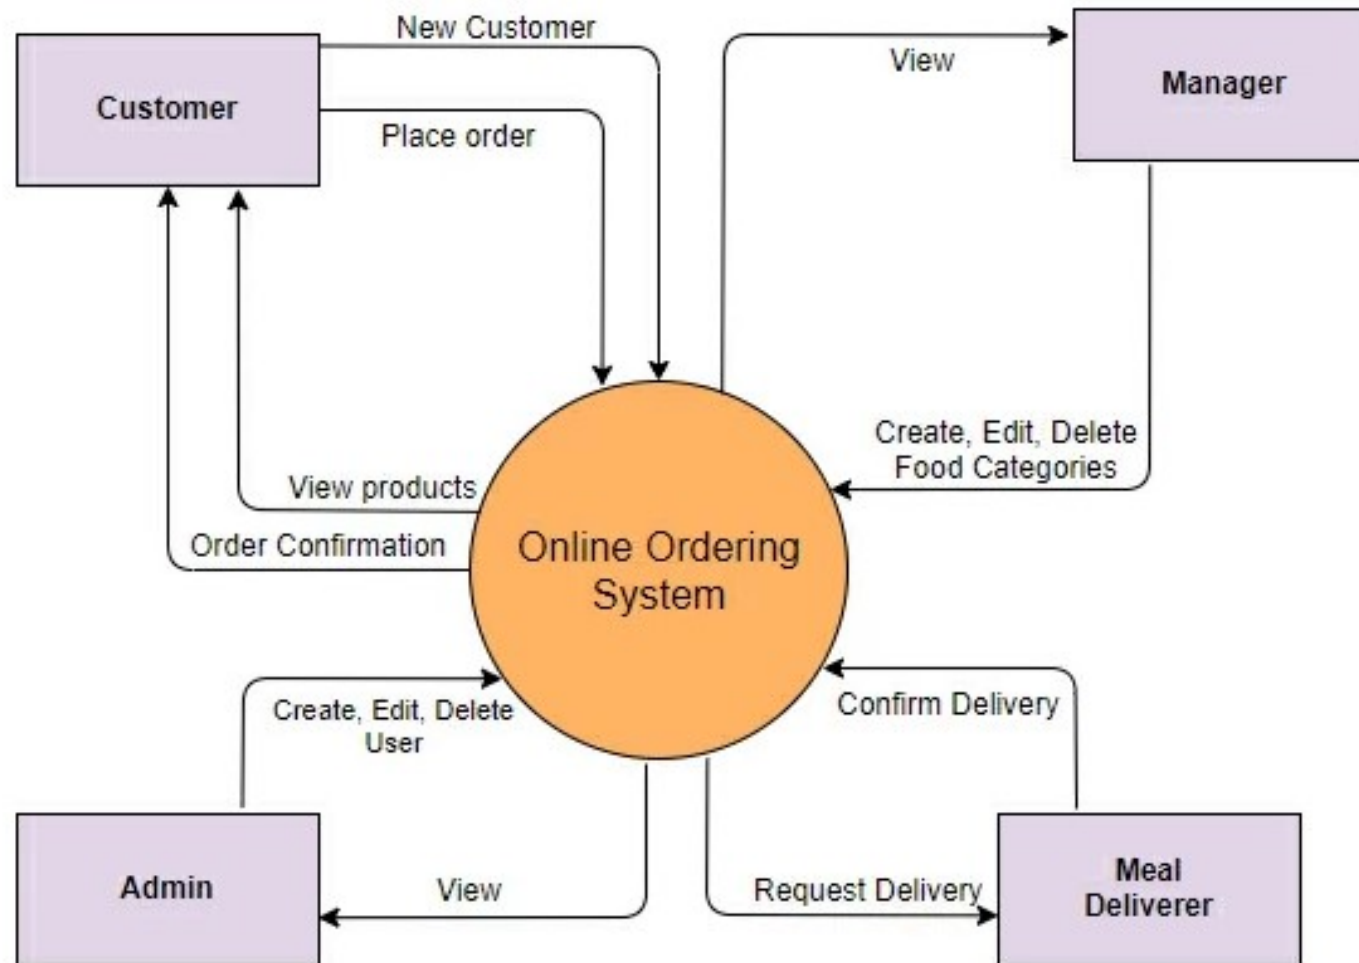 New Customer
Customer
Place order
View
Manager
Create, Edit, Delete
Food Categories
View products
Order Confirmation
Online Ordering
System
Create, Edit, Delete
User
Confirm Delivery
Admin
View
Request Delivery
Meal
Deliverer